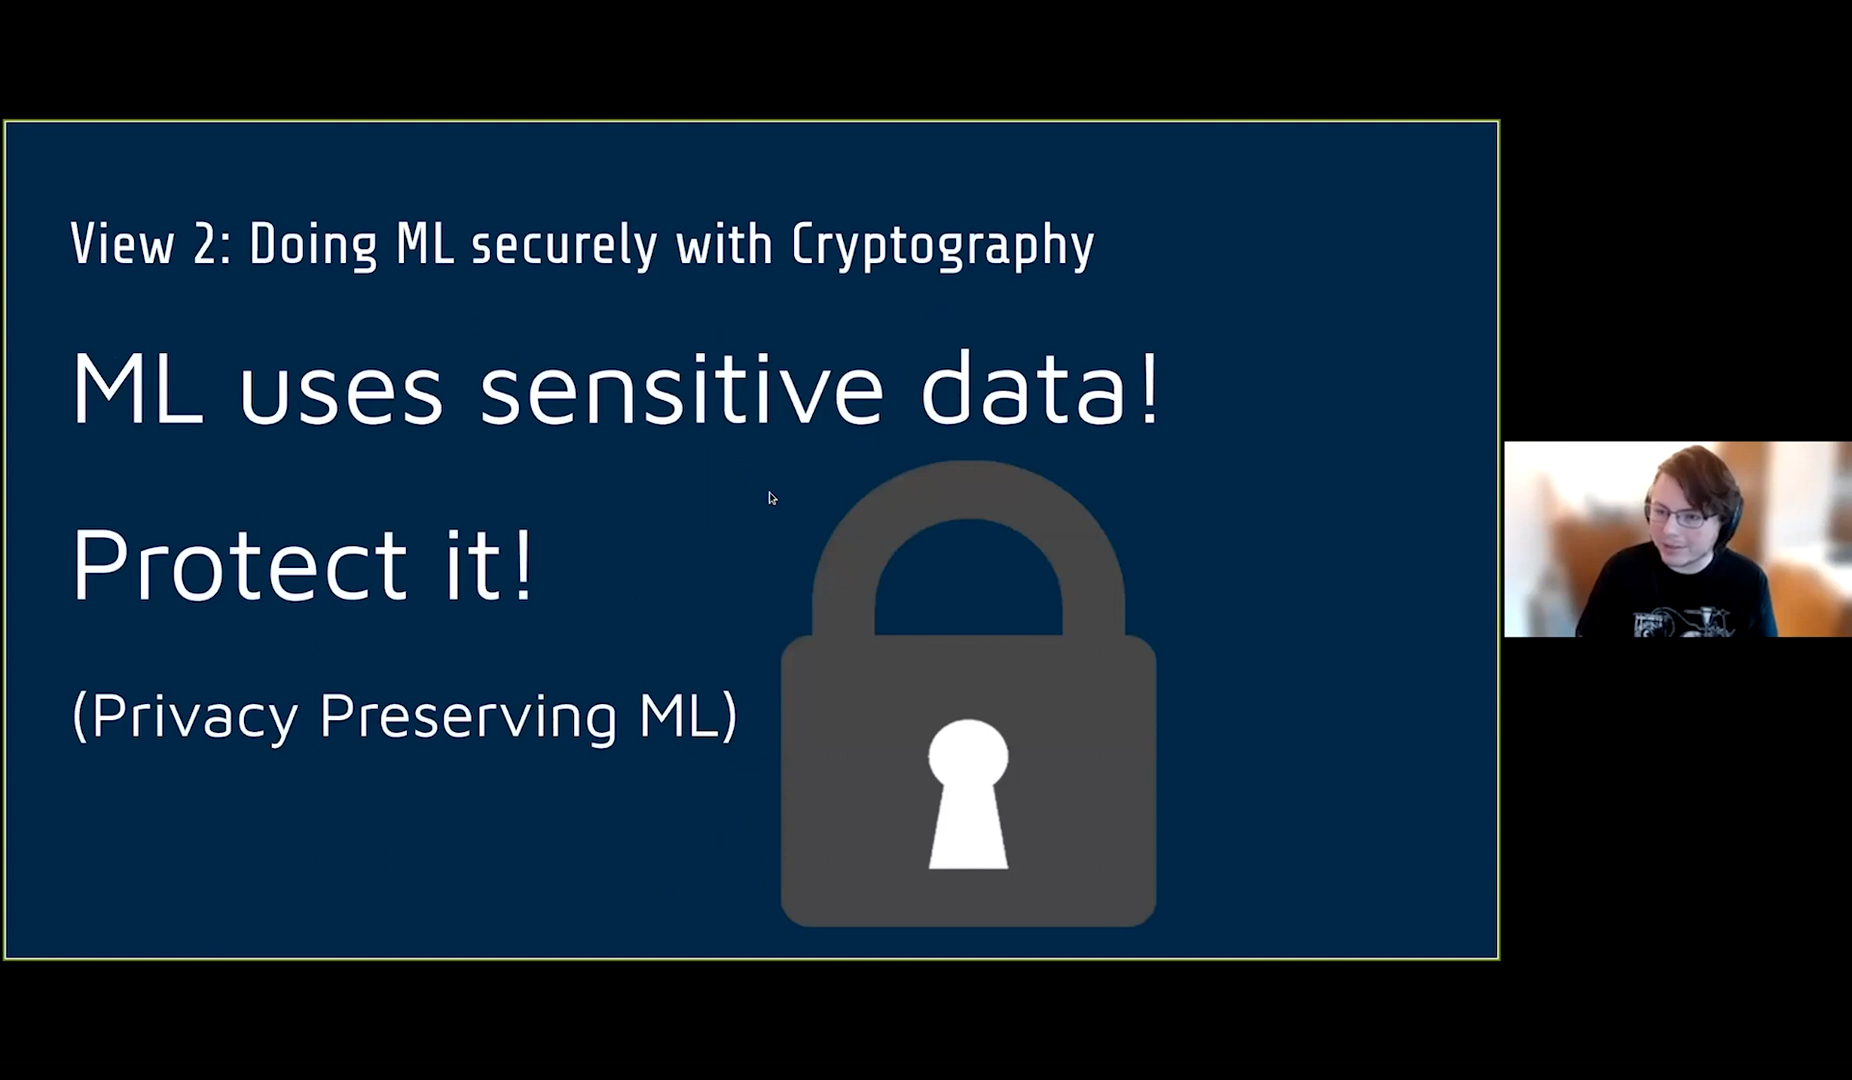 View 2: Doing ML securely with Cryptography
ML uses sensitive data!
Protect it!
(Privacy Preserving ML)